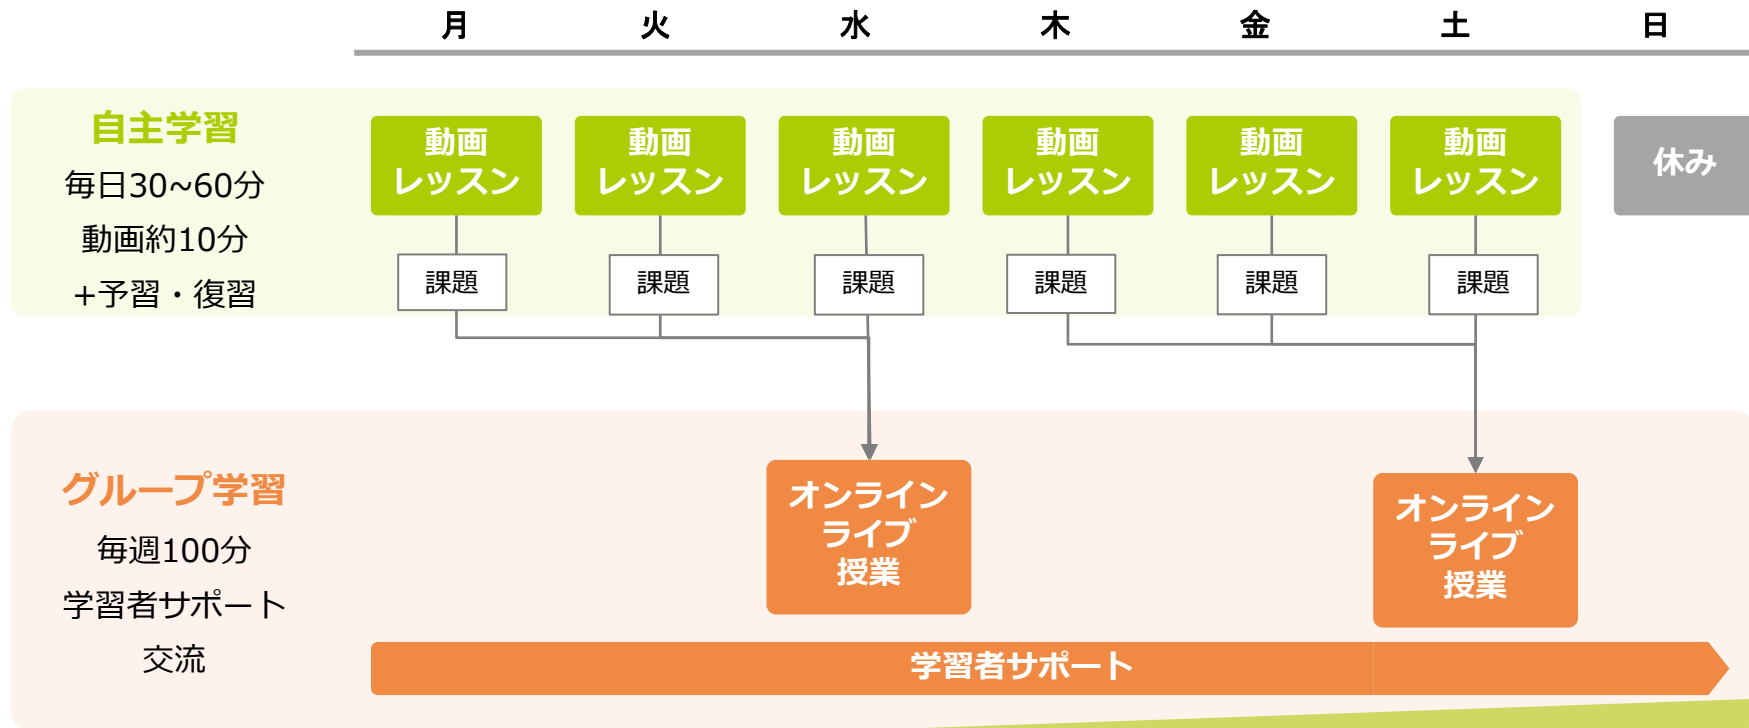 月 火 水 木 金 土 日
自主学習
毎日30~60分
動画約10分
+予習・復習
動画
レッスン
動画
レッスン
動画
レッスン
動画
レッスン
動画
レッスン
動画
レッスン
休み
課題
課題
課題
課題
課題
課題
グループ学習
毎週100分
学習者サポート
交流
オンライン
ライブ
授業
オンライン
ライブ
授業
学習者サポート